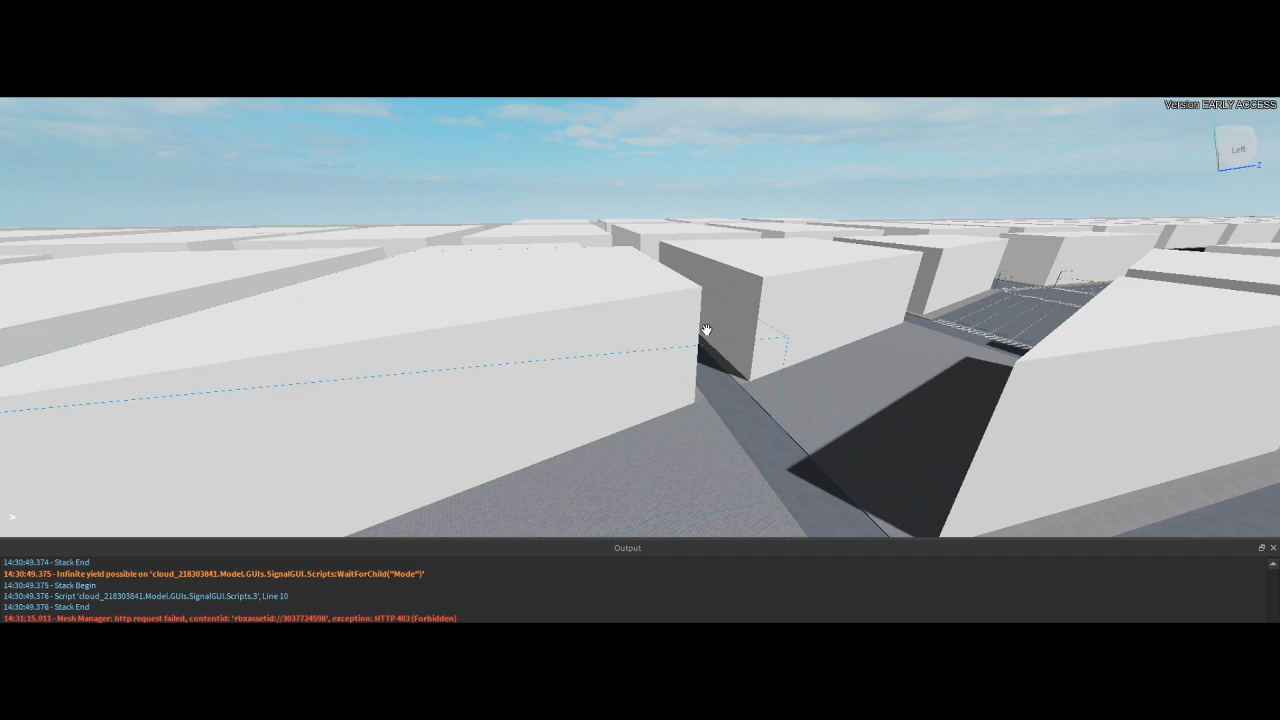 Version EARLY ACCESS
Left
Z
>
Output
14:30:49.374 - Stack End
14:30:49.375 - Infinite yield possible on 'cloud_218303841.Model.GUIs.SignalGUI.Scripts:WaitForChild("Mode")'
14:30:49.375 - Stack Begin
14:30:49.376 - Script 'cloud_218303841.Model.GUIs.SignalGUI.Scripts.3', Line 10
14:30:49.376 - Stack End
14:31:15.011 - Mesh Manager: http request failed, contentid: 'rbxassetid://3037724598', exception: HTTP 403 (Forbidden)